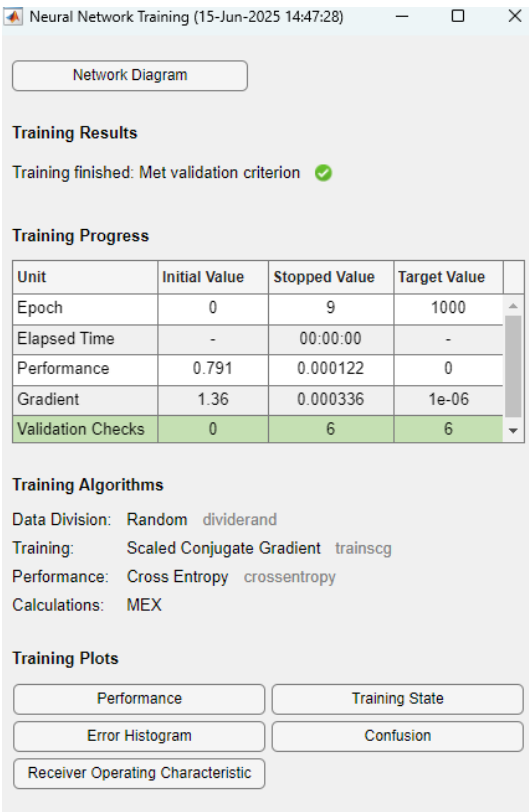 Neural Network Training (15-Jun-2025 14:47:28)
Network Diagram
Training Results
Training finished: Met validation criterion
Training Progress
Unit Initial Value Stopped Value Target Value
Epoch 0 9 1000
Elapsed Time - 00:00:00 -
Performance 0.791 0.000122 0
Gradient 1.36 0.000336 1e-06
Validation Checks 0 6 6
Training Algorithms
Data Division: Random dividerand
Training: Scaled Conjugate Gradient trainscg
Performance: Cross Entropy crossentropy
Calculations: MEX
Training Plots
Performance Training State
Error Histogram Confusion
Receiver Operating Characteristic